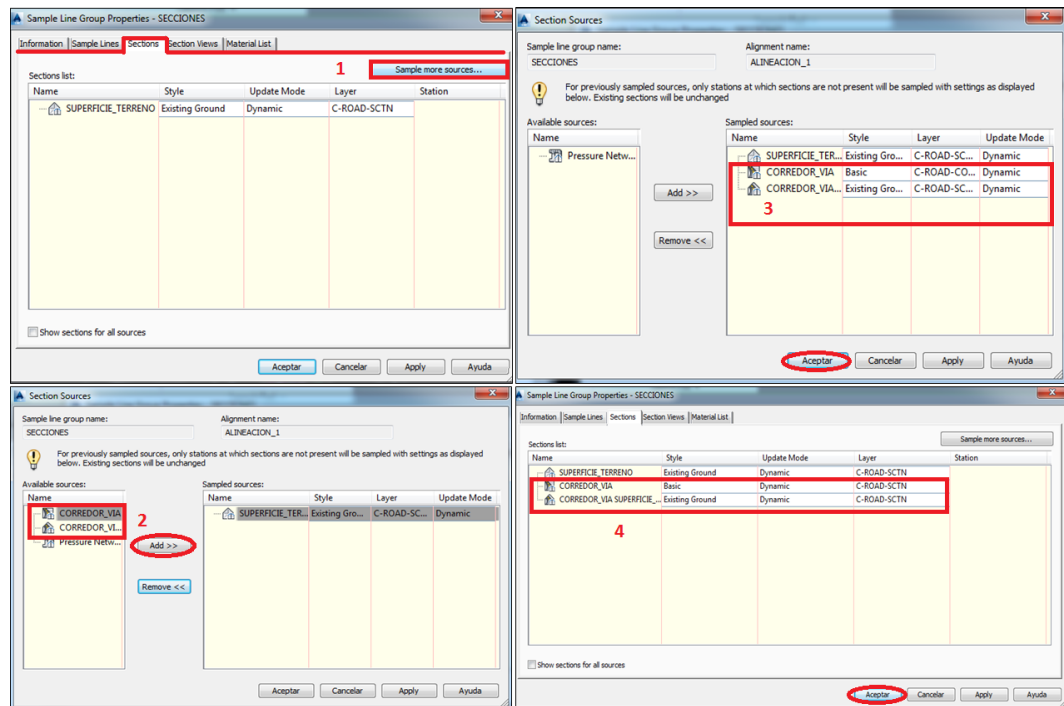 Sample Line Group Properties - SECCIONES
Information Sample Lines Sections Section Views Material List
1 Sample more sources...
Sections list:
Name Style Update Mode Layer Station
SUPERFICIE_TERRENO Existing Ground Dynamic C-ROAD-SCTN
Show sections for all sources
Aceptar Cancelar Apply Ayuda
Section Sources
Sample line group name: Alignment name:
SECCIONES ALINEACION_1
For previously sampled sources, only stations at which sections are not present will be sampled with settings as displayed
below. Existing sections will be unchanged
Available sources: Sampled sources:
Name Name Style Layer Update Mode
Pressure Netw... SUPERFICIE_TER... Existing Gro... C-ROAD-SC... Dynamic
CORREDOR_VIA Basic C-ROAD-CO... Dynamic
CORREDOR_VIA... Existing Gro... C-ROAD-SC... Dynamic
Add >> 3
Remove <<
Aceptar Cancelar Apply Ayuda
Section Sources
Sample line group name: Alignment name:
SECCIONES ALINEACION_1
For previously sampled sources, only stations at which sections are not present will be sampled with settings as displayed
below. Existing sections will be unchanged
Available sources: Sampled sources:
Name Name Style Layer Update Mode
CORREDOR_VIA 2 SUPERFICIE_TER... Existing Gro... C-ROAD-SC... Dynamic
CORREDOR_VI...
Pressure Netw... Add >>
Remove <<
Aceptar Cancelar Apply Ayuda
Sample Line Group Properties - SECCIONES
Information Sample Lines Sections Section Views Material List
Sample more sources...
Sections list:
Name Style Update Mode Layer Station
SUPERFICIE_TERRENO Existing Ground Dynamic C-ROAD-SCTN
CORREDOR_VIA Basic Dynamic C-ROAD-SCTN
CORREDOR_VIA SUPERFICIE_... Existing Ground Dynamic C-ROAD-SCTN
4
Show sections for all sources
Aceptar Cancelar Apply Ayuda